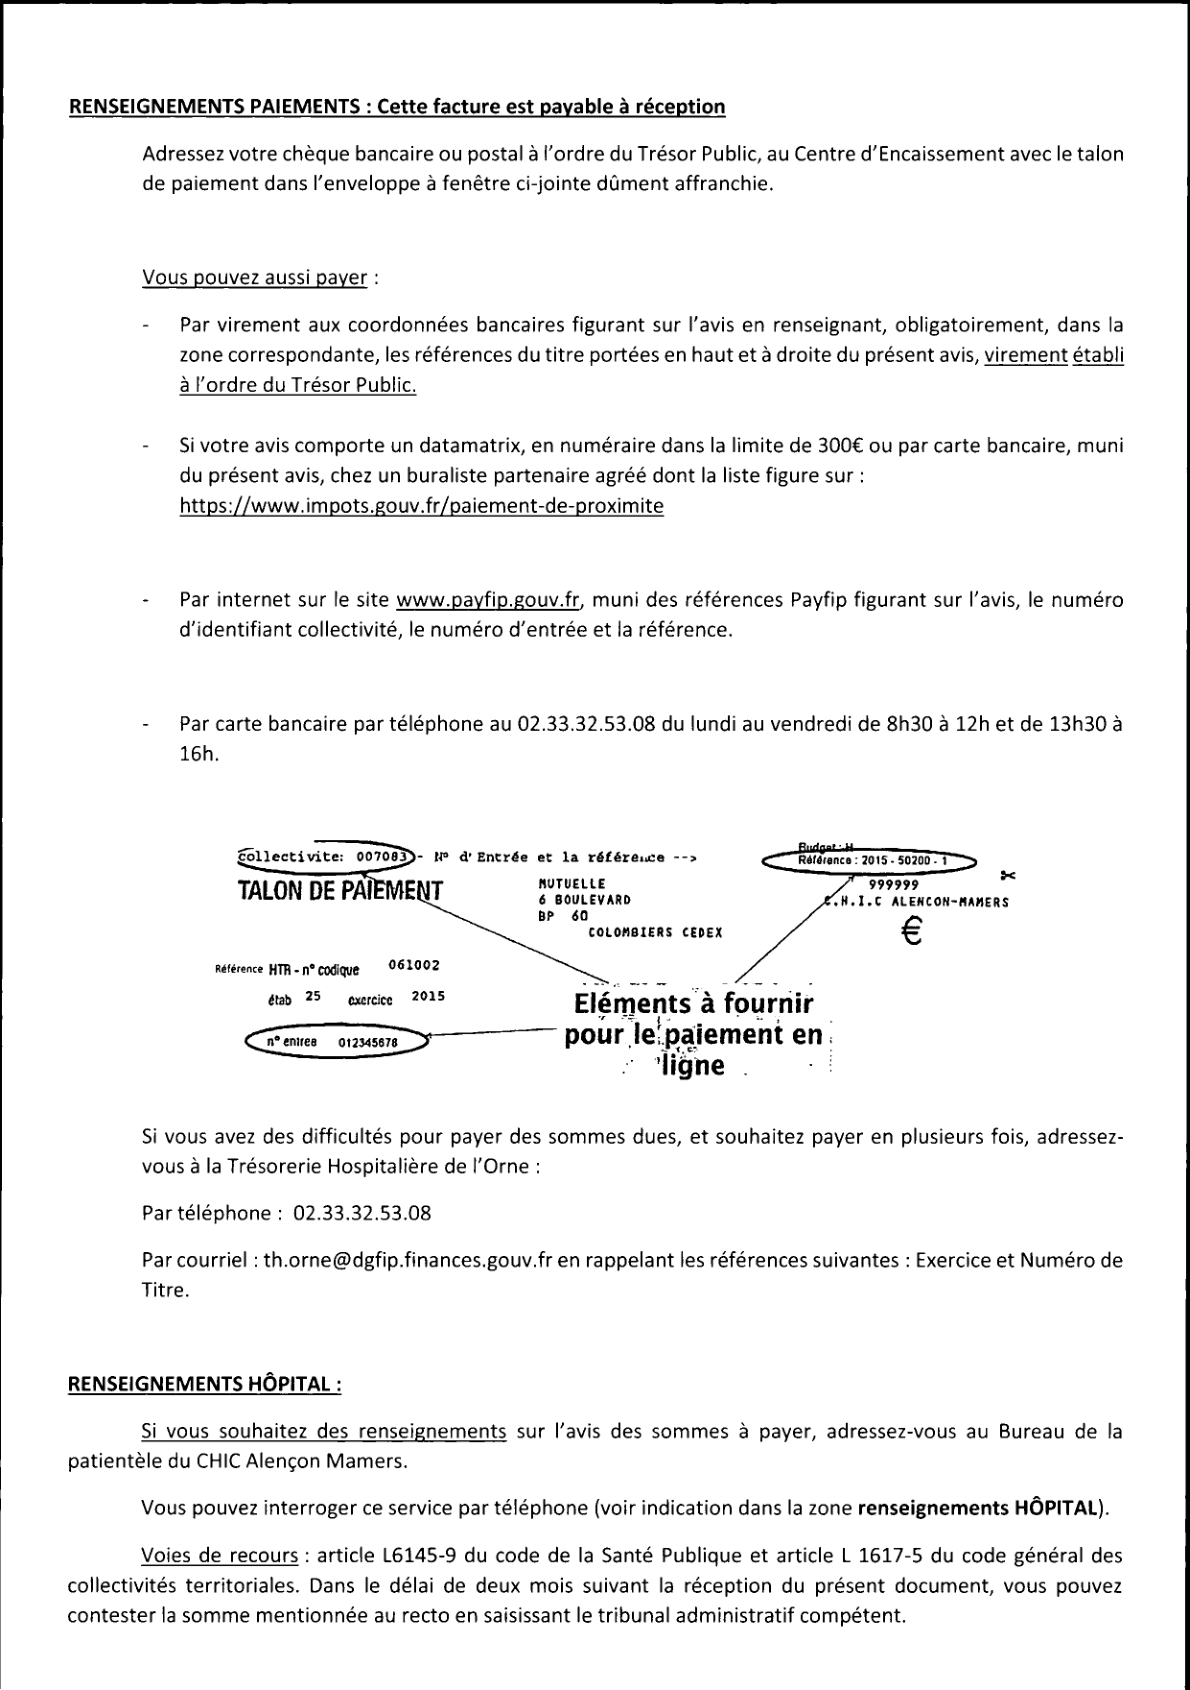 RENSEIGNEMENTS PAIEMENTS : Cette facture est payable à réception
Adressez votre chèque bancaire ou postal à l'ordre du Trésor Public, au Centre d'Encaissement avec le talon
de paiement dans l'enveloppe à fenêtre ci-jointe dûment affranchie.
Vous pouvez aussi payer :
- Par virement aux coordonnées bancaires figurant sur l'avis en renseignant, obligatoirement, dans la
zone correspondante, les références du titre portées en haut et à droite du présent avis, virement établi
à l'ordre du Trésor Public.
- Si votre avis comporte un datamatrix, en numéraire dans la limite de 300€ ou par carte bancaire, muni
du présent avis, chez un buraliste partenaire agréé dont la liste figure sur :
https://www.impots.gouv.fr/paiement-de-proximite
- Par internet sur le site www.payfip.gouv.fr, muni des références Payfip figurant sur l'avis, le numéro
d'identifiant collectivité, le numéro d'entrée et la référence.
- Par carte bancaire par téléphone au 02.33.32.53.08 du lundi au vendredi de 8h30 à 12h et de 13h30 à
16h.
Budget : H
collectivite: 007083 - N° d'Entrée et la référence --> Référence : 2015 - 50200 - 1
TALON DE PAIEMENT MUTUELLE 999999
6 BOULEVARD C.H.I.C ALENCON-MAMERS
BP 60 €
COLOMBIERS CEDEX
Référence HTR - n° codique 061002
étab 25 exercice 2015
Eléments à fournir
pour le paiement en
ligne
n° entree 012345678
Si vous avez des difficultés pour payer des sommes dues, et souhaitez payer en plusieurs fois, adressez-
vous à la Trésorerie Hospitalière de l'Orne :
Par téléphone : 02.33.32.53.08
Par courriel : th.orne@dgfip.finances.gouv.fr en rappelant les références suivantes : Exercice et Numéro de
Titre.
RENSEIGNEMENTS HÔPITAL :
Si vous souhaitez des renseignements sur l'avis des sommes à payer, adressez-vous au Bureau de la
patientèle du CHIC Alençon Mamers.
Vous pouvez interroger ce service par téléphone (voir indication dans la zone renseignements HÔPITAL).
Voies de recours : article L6145-9 du code de la Santé Publique et article L 1617-5 du code général des
collectivités territoriales. Dans le délai de deux mois suivant la réception du présent document, vous pouvez
contester la somme mentionnée au recto en saisissant le tribunal administratif compétent.